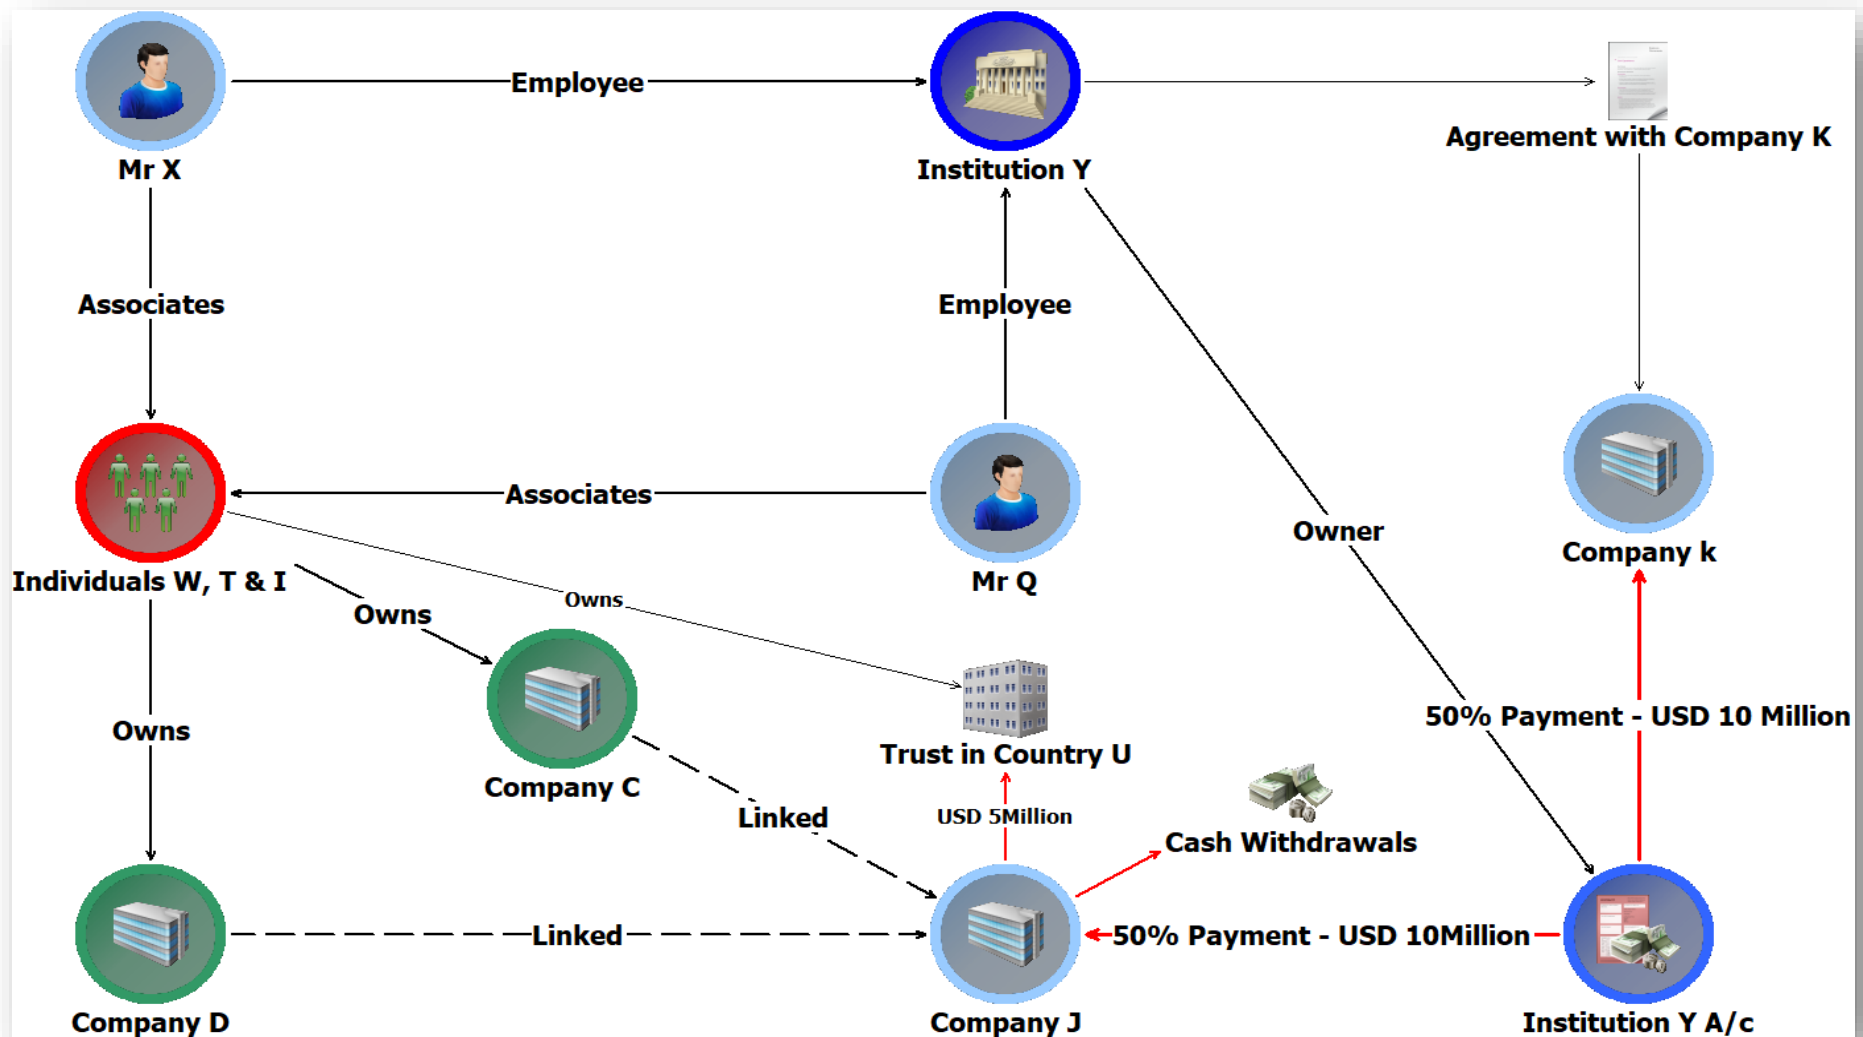 Employee
Mr X
Institution Y
Agreement with Company K
Associates
Employee
Associates
Owner
Individuals W, T & I
Mr Q
Company k
Owns
Owns
Owns
Company C
Trust in Country U
50% Payment - USD 10 Million
Linked
USD 5Million
Cash Withdrawals
Linked
50% Payment - USD 10Million
Company D
Company J
Institution Y A/c